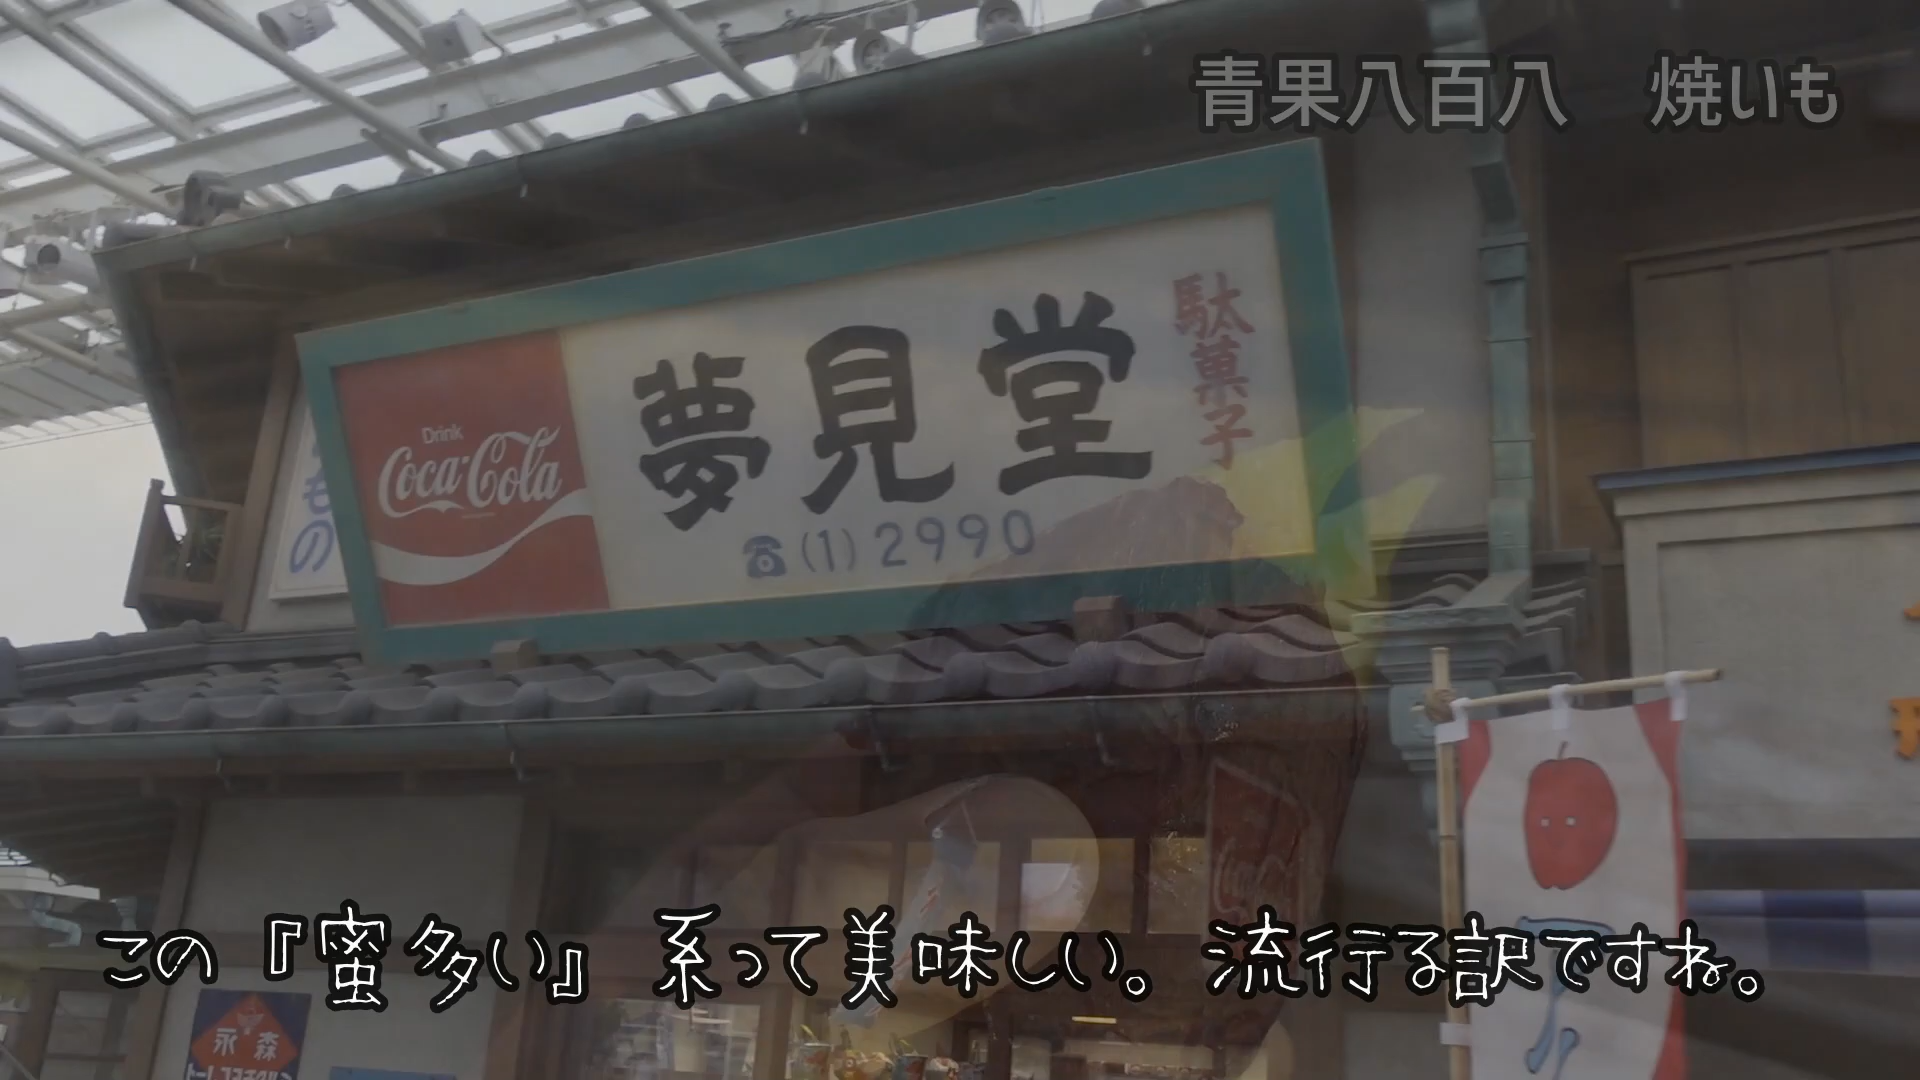 青果八百八　焼いも
駄菓子
夢見堂
Drink
Coca-Cola
☎(1)2990
もの
この『蜜多い』系って美味しい。流行る訳ですね。
永森